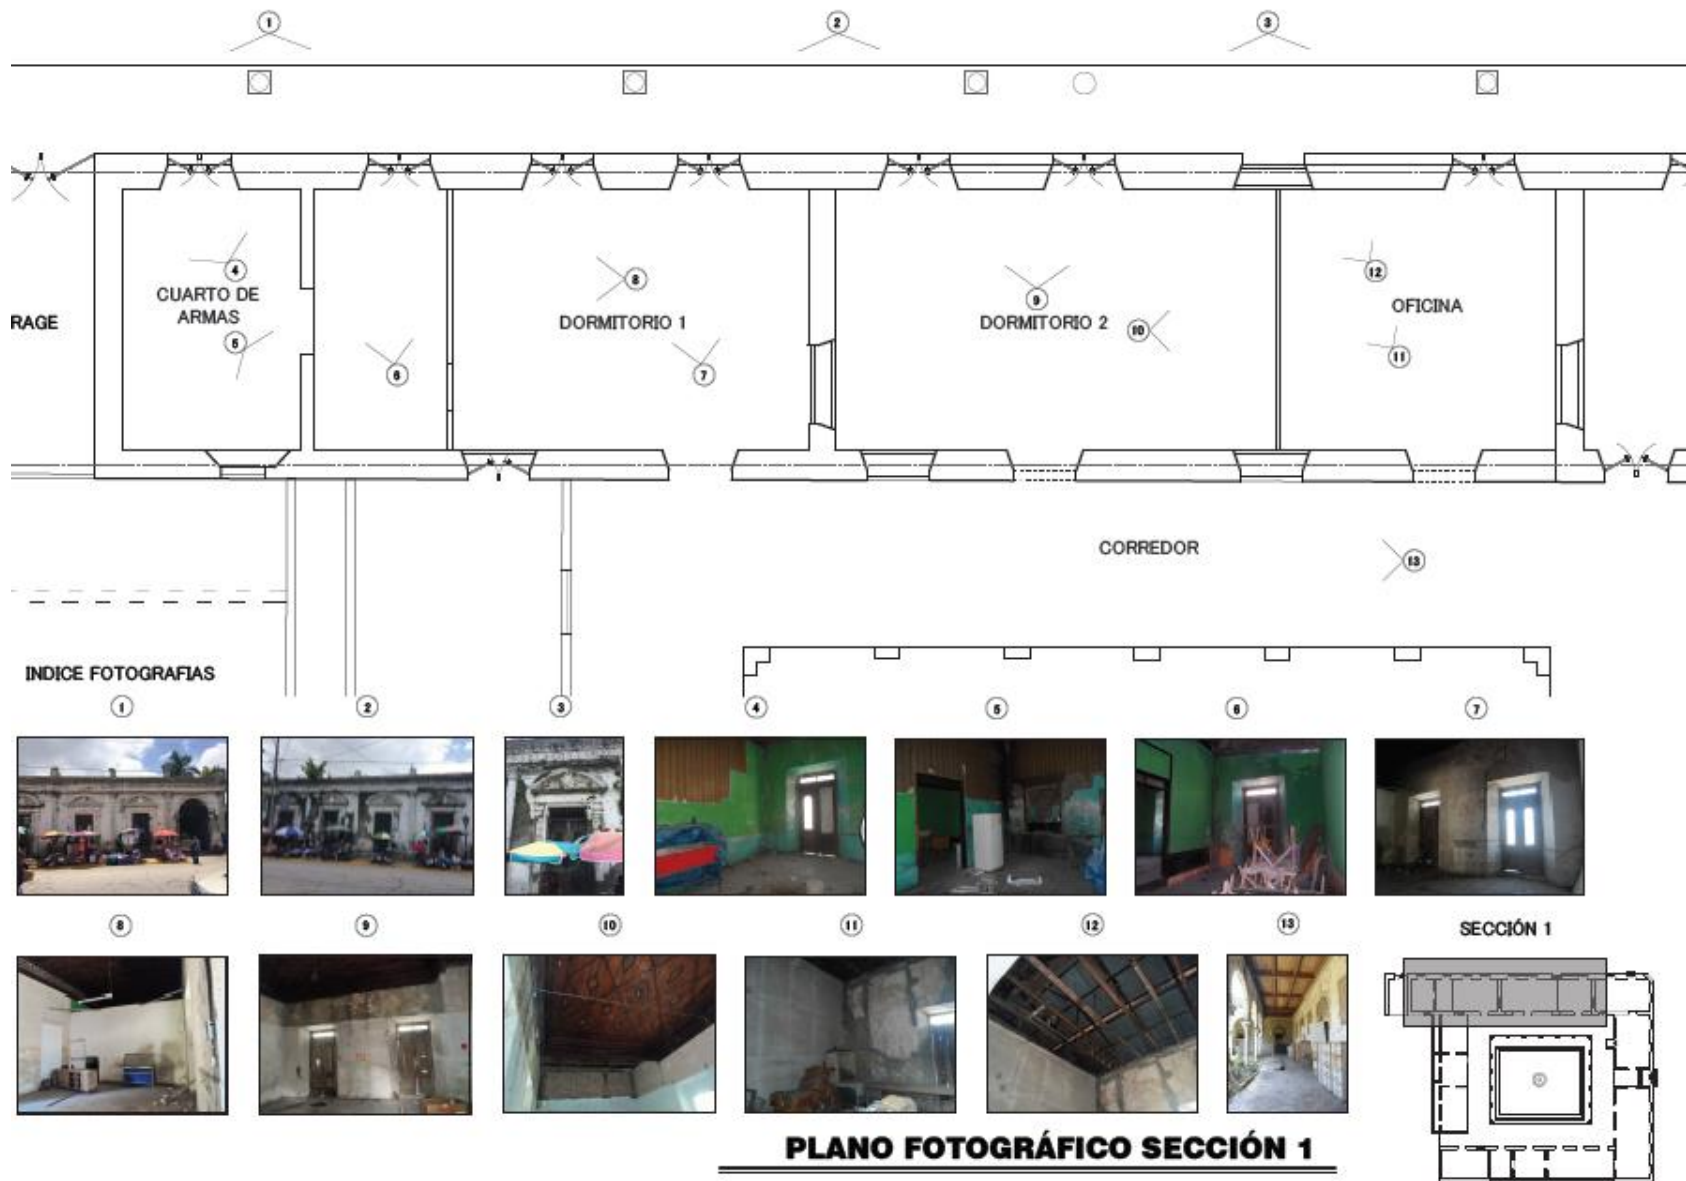 1
2
3
4
CUARTO DE
ARMAS
5
RAGE
6
8
DORMITORIO 1
7
9
DORMITORIO 2
10
12
OFICINA
11
CORREDOR
13
INDICE FOTOGRAFIAS
1
2
3
4
5
6
7
8
9
10
11
12
13
SECCIÓN 1
PLANO FOTOGRÁFICO SECCIÓN 1